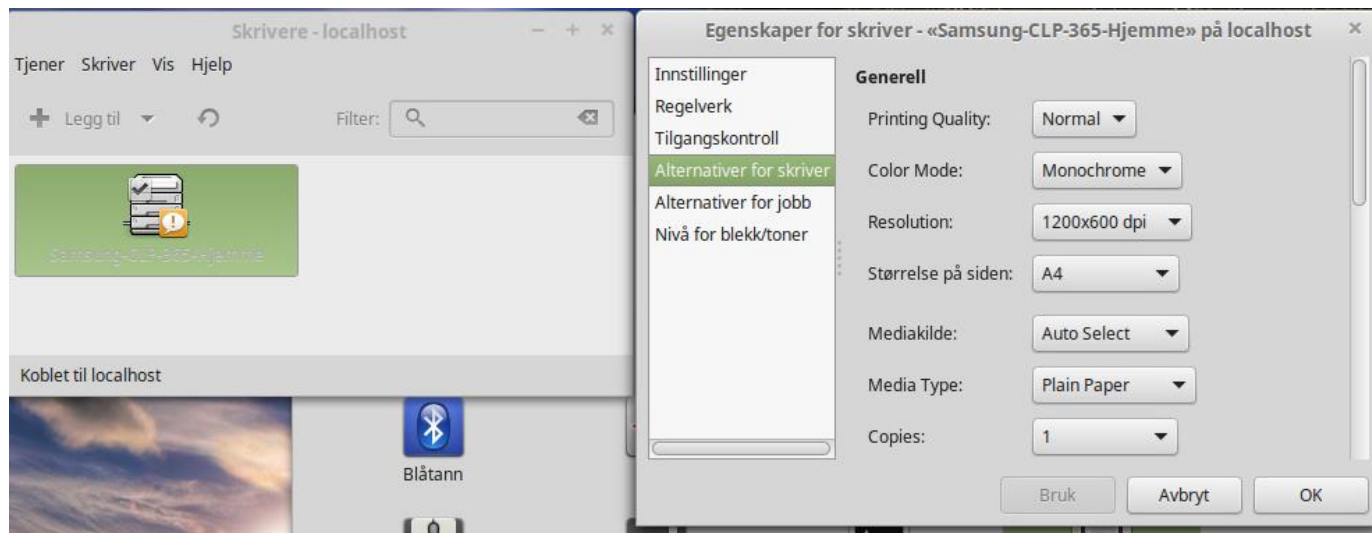 Skrivere - localhost
Tjener Skriver Vis Hjelp
Legg til
Filter:
Samsung-CLP-365-Hjemme
Koblet til localhost
Blåtann
Egenskaper for skriver - «Samsung-CLP-365-Hjemme» på localhost
Innstillinger
Regelverk
Tilgangskontroll
Alternativer for skriver
Alternativer for jobb
Nivå for blekk/toner
Generell
Printing Quality: Normal
Color Mode: Monochrome
Resolution: 1200x600 dpi
Størrelse på siden: A4
Mediakilde: Auto Select
Media Type: Plain Paper
Copies: 1
Bruk Avbryt OK